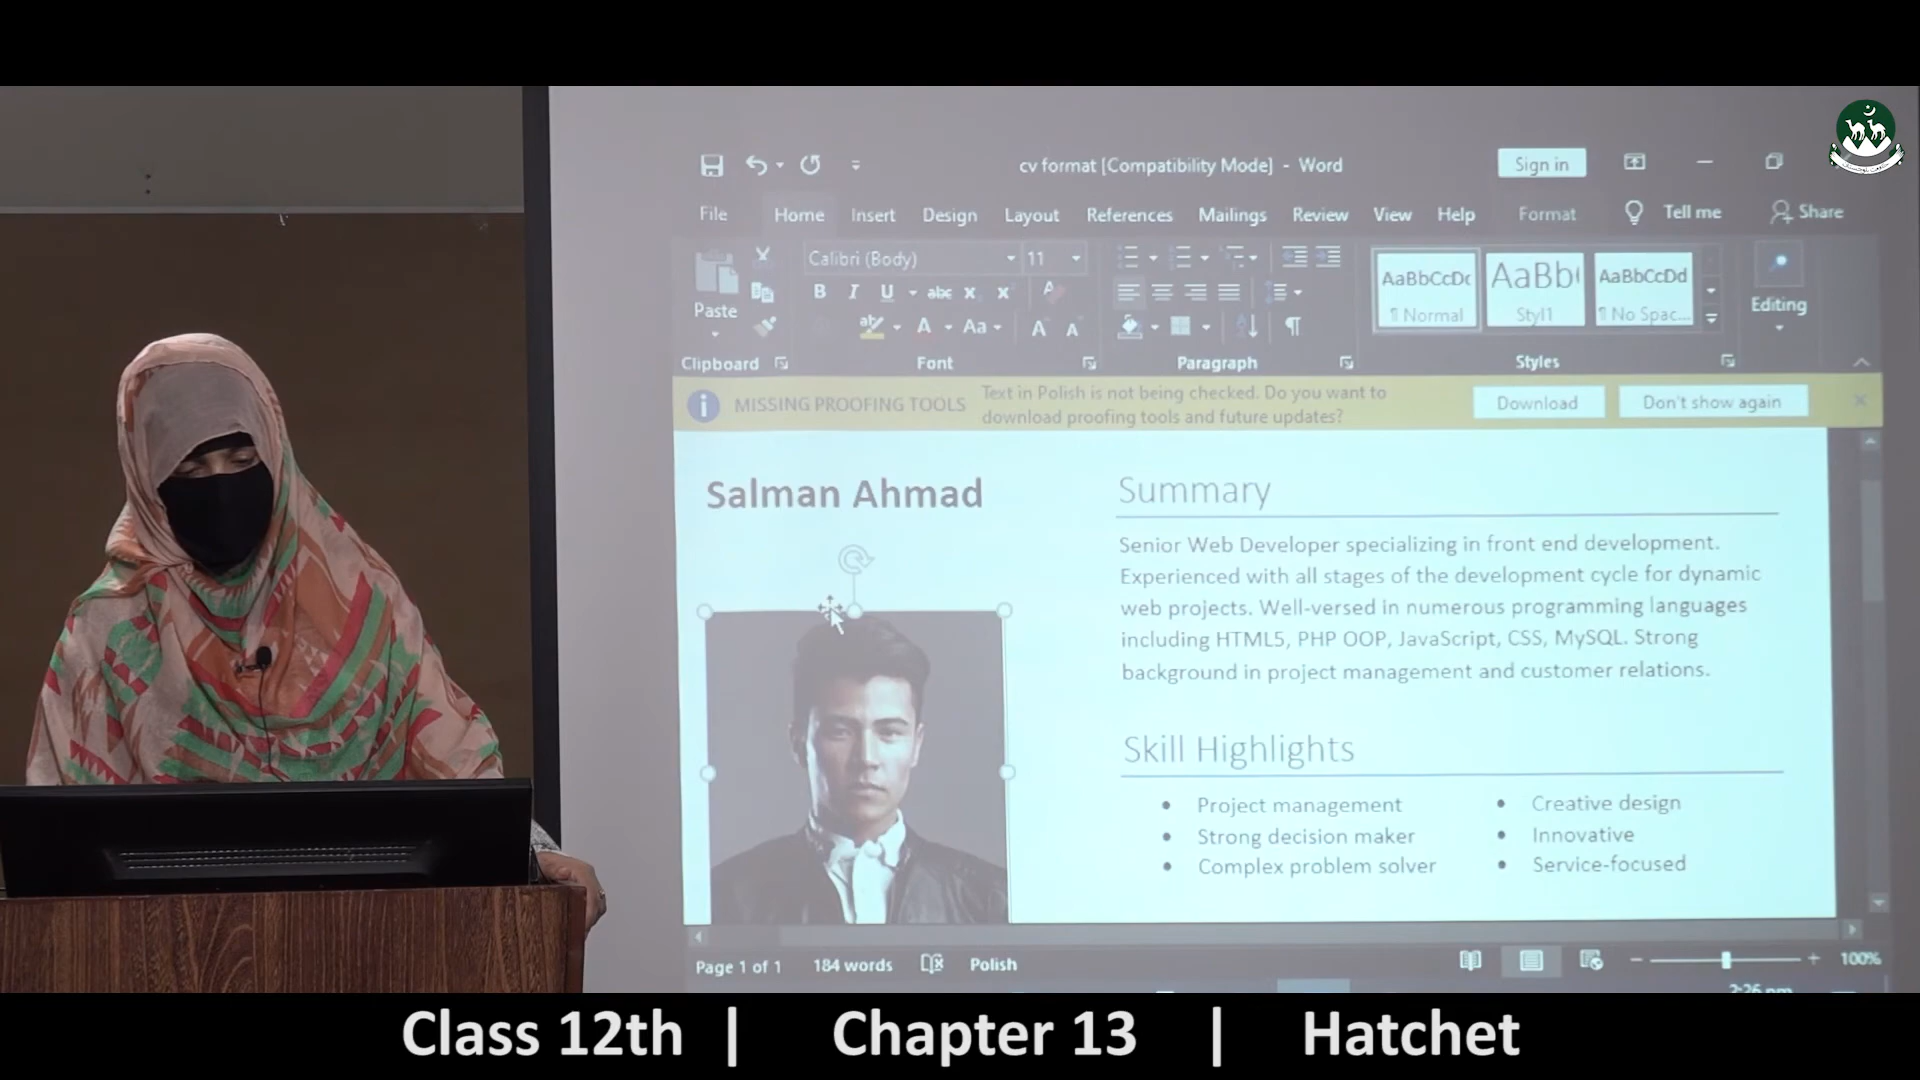 cv format [Compatibility Mode] - Word
Sign in
File Home Insert Design Layout References Mailings Review View Help Format Tell me Share
Calibri (Body) 11
AaBbCcDc AaBb( AaBbCcDd
Paste
B I U abc x x
¶ Normal Styl1 ¶ No Spac...
Editing
ab A Aa A A
Clipboard Font Paragraph Styles
MISSING PROOFING TOOLS
Text in Polish is not being checked. Do you want to
download proofing tools and future updates?
Download
Don't show again
Salman Ahmad
Summary
Senior Web Developer specializing in front end development.
Experienced with all stages of the development cycle for dynamic
web projects. Well-versed in numerous programming languages
including HTML5, PHP OOP, JavaScript, CSS, MySQL. Strong
background in project management and customer relations.
Skill Highlights
• Project management
• Strong decision maker
• Complex problem solver
• Creative design
• Innovative
• Service-focused
Page 1 of 1 184 words Polish 100%
2:26 pm
Class 12th | Chapter 13 | Hatchet